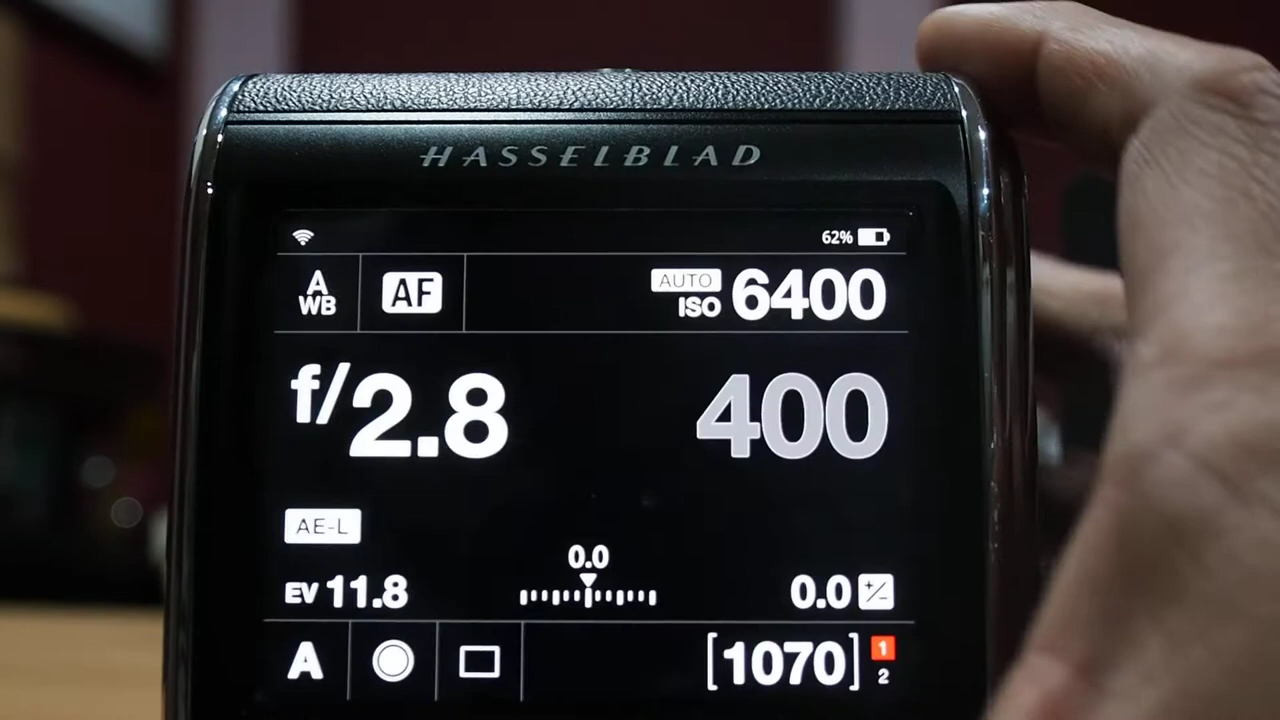 HASSELBLAD
62%
A
WB
AF
AUTO
ISO 6400
f/2.8 400
AE-L
0.0
EV 11.8 0.0 +/-
A [1070] 1
2